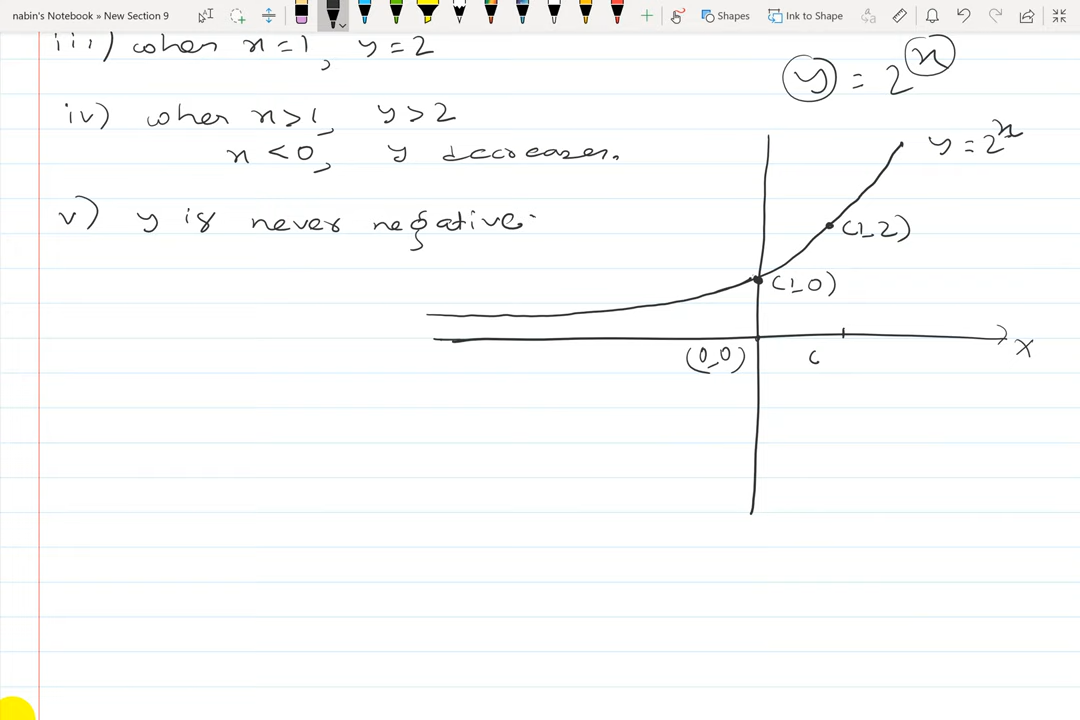 nabin's Notebook » New Section 9
Shapes
Ink to Shape
iii) when x=1, y=2
iv) when x>1, y>2
x<0, y decreases.
v) y is never negative.
y = 2^x
y = 2^x
(1,2)
(1,0)
(0,0)
X